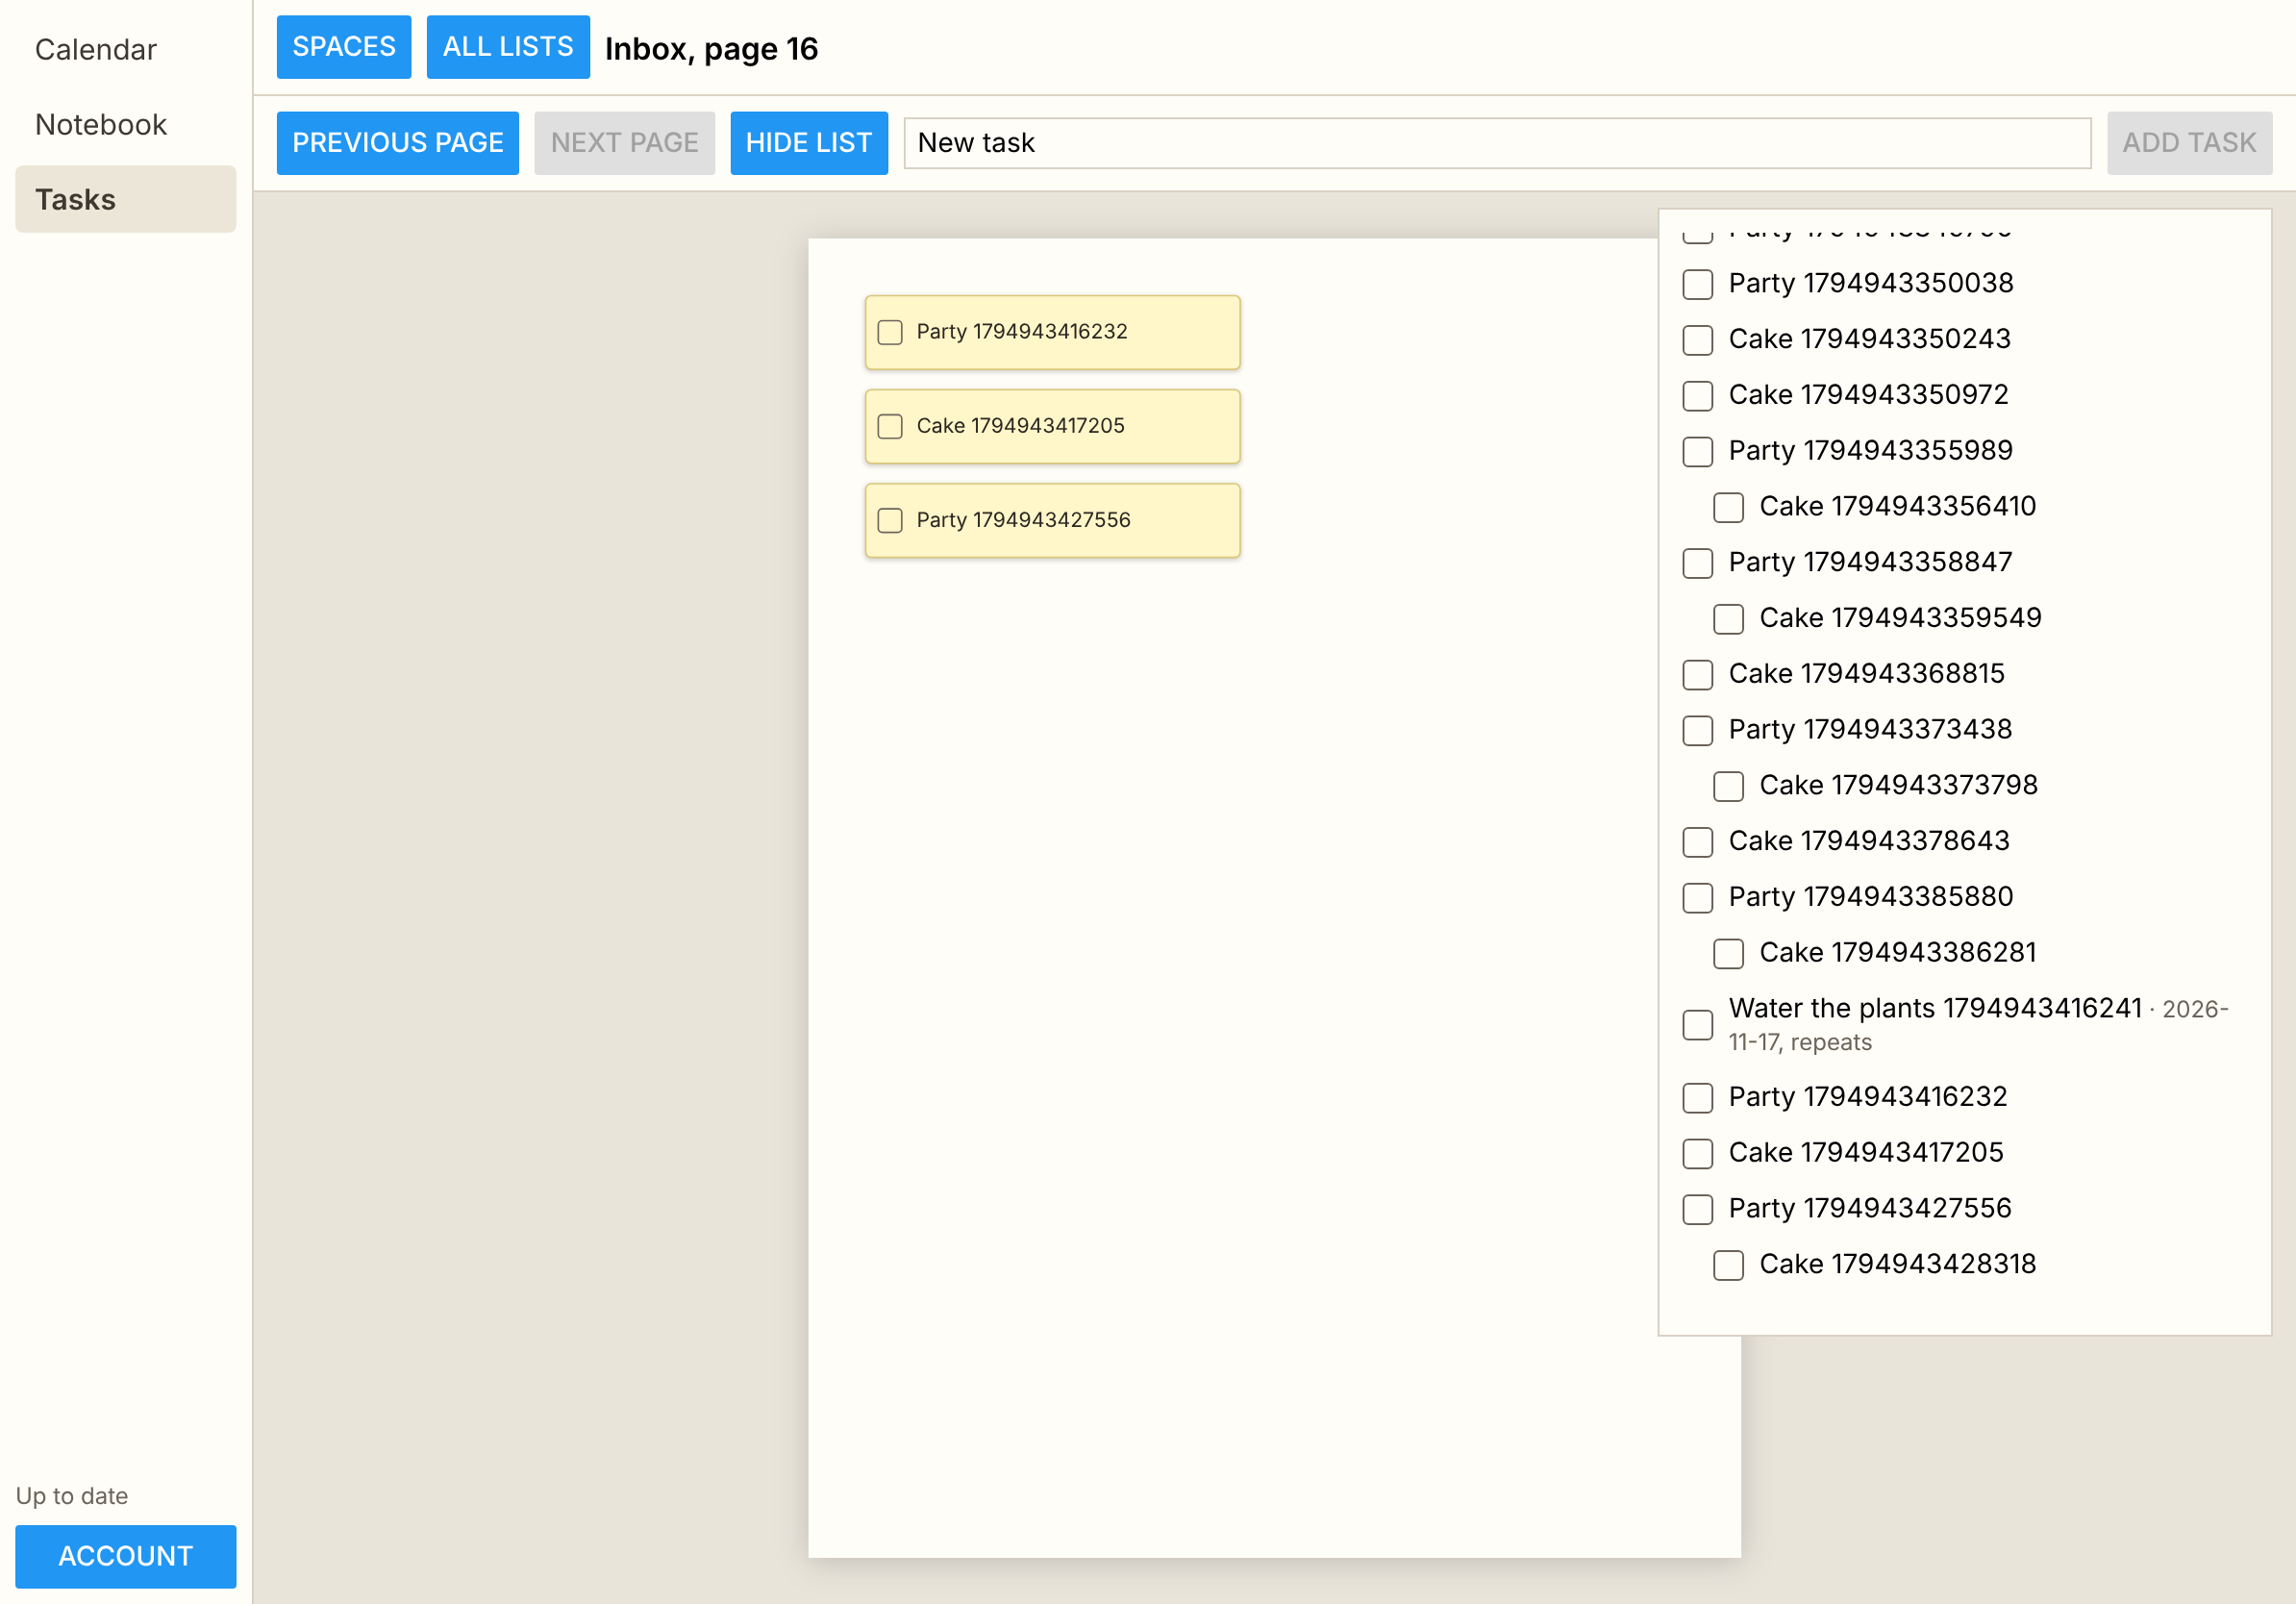 Calendar
Notebook
Tasks
Up to date
ACCOUNT
SPACES
ALL LISTS
Inbox, page 16
PREVIOUS PAGE
NEXT PAGE
HIDE LIST
New task
ADD TASK
Party 1794943416232
Cake 1794943417205
Party 1794943427556
Party 1794943350038
Cake 1794943350243
Cake 1794943350972
Party 1794943355989
Cake 1794943356410
Party 1794943358847
Cake 1794943359549
Cake 1794943368815
Party 1794943373438
Cake 1794943373798
Cake 1794943378643
Party 1794943385880
Cake 1794943386281
Water the plants 1794943416241 · 2026-
11-17, repeats
Party 1794943416232
Cake 1794943417205
Party 1794943427556
Cake 1794943428318